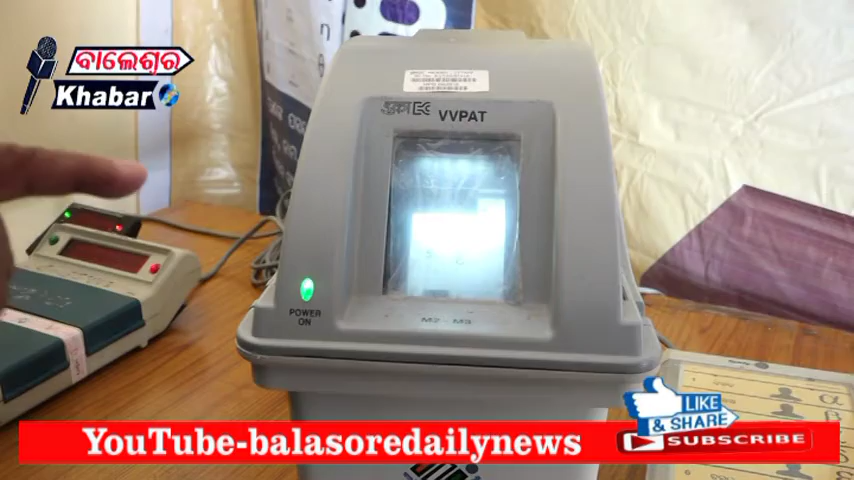 ବାଲେଶ୍ୱର
Khabar
VVPAT
POWER
ON
M2 - M3
LIKE
& SHARE
SUBSCRIBE
YouTube-balasoredailynews